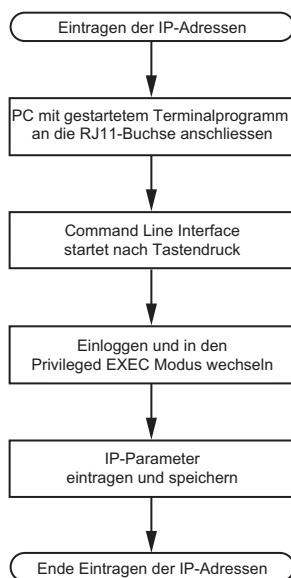 Eintragen der IP-Adressen
PC mit gestartetem Terminalprogramm
an die RJ11-Buchse anschliessen
Command Line Interface
startet nach Tastendruck
Einloggen und in den
Privileged EXEC Modus wechseln
IP-Parameter
eintragen und speichern
Ende Eintragen der IP-Adressen